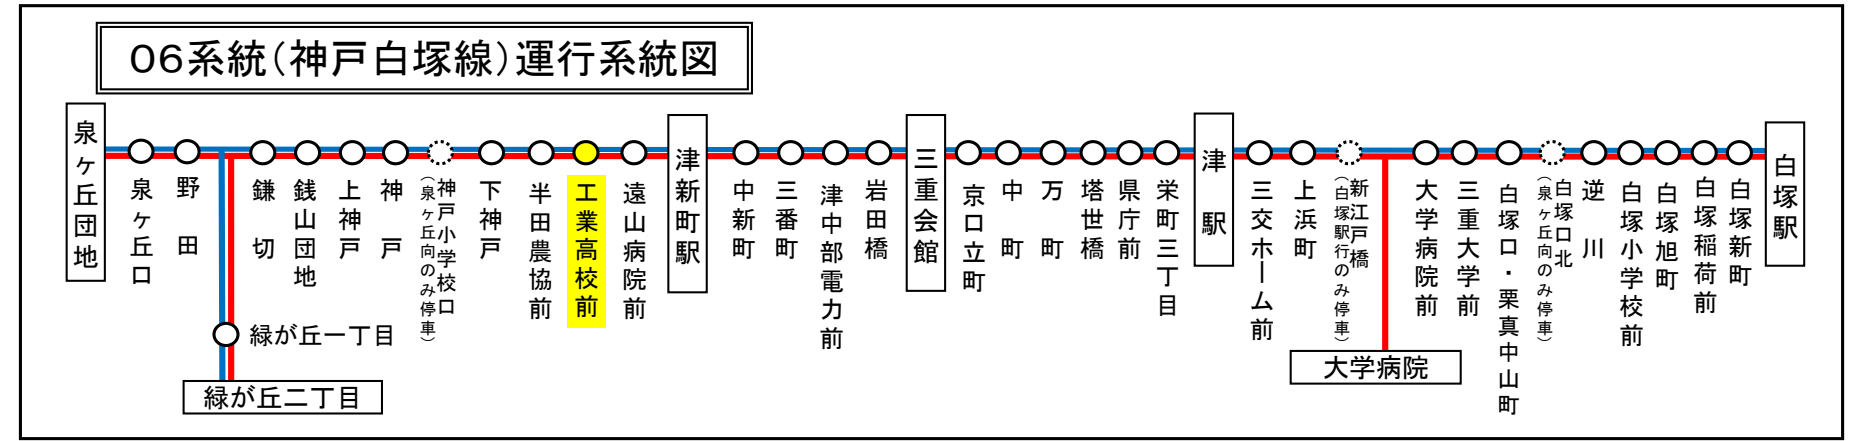 06系統(神戸白塚線)運行系統図
泉ヶ丘団地
泉ヶ丘口
野田
緑が丘一丁目
緑が丘二丁目
鎌切
銭山団地
上神戸
神戸
神戸小学校口
(泉ヶ丘向のみ停車)
下神戸
半田農協前
工業高校前
遠山病院前
津新町駅
中新町
三番町
津中部電力前
岩田橋
三重会館
京口立町
中町
万町
塔世橋
県庁前
栄町三丁目
津駅
三交ホーム前
上浜町
新江戸橋
(白塚駅行のみ停車)
大学病院
大学病院前
三重大学前
白塚口・栗真中山町
白塚口北
(泉ヶ丘向のみ停車)
逆川
白塚小学校前
白塚旭町
白塚稲荷前
白塚新町
白塚駅